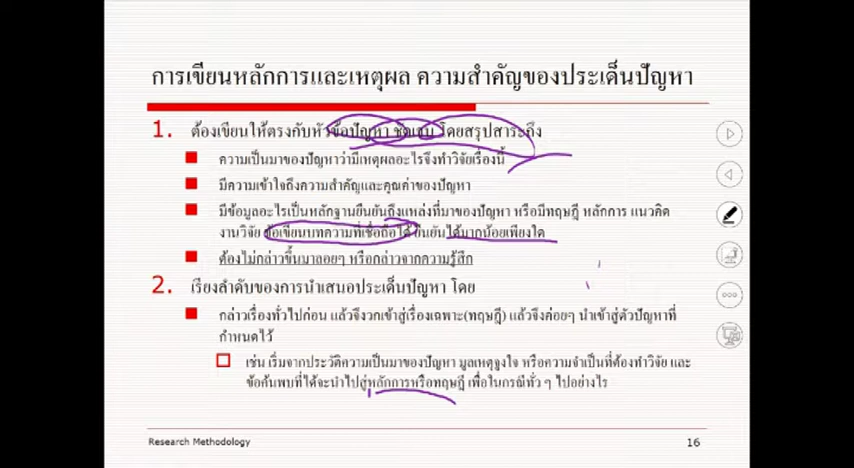 การเขียนหลักการและเหตุผล ความสำคัญของประเด็นปัญหา
1. ต้องเขียนให้ตรงกับหัวข้อปัญหา ชัดเจน โดยสรุปสาระถึง
ความเป็นมาของปัญหาว่ามีเหตุผลอะไรจึงทำวิจัยเรื่องนี้
มีความเข้าใจถึงความสำคัญและคุณค่าของปัญหา
มีข้อมูลอะไรเป็นหลักฐานยืนยันถึงแหล่งที่มาของปัญหา หรือมีทฤษฎี หลักการ แนวคิด
งานวิจัย ข้อเขียนบทความที่เชื่อถือได้ ยืนยัน ได้มากน้อยเพียงใด
ต้องไม่กล่าวขึ้นมาลอยๆ หรือกล่าวจากความรู้สึก
2. เรียงลำดับของการนำเสนอประเด็นปัญหา โดย
กล่าวเรื่องทั่วไปก่อน แล้วจึงวกเข้าสู่เรื่องเฉพาะ(ทฤษฎี) แล้วจึงค่อยๆ นำเข้าสู่ตัวปัญหาที่
กำหนดไว้
เช่น เริ่มจากประวัติความเป็นมาของปัญหา มูลเหตุจูงใจ หรือความจำเป็นที่ต้องทำวิจัย และ
ข้อค้นพบที่ได้จะนำไปสู่หลักการหรือทฤษฎี เพื่อในกรณีทั่ว ๆ ไปอย่างไร
Research Methodology
16